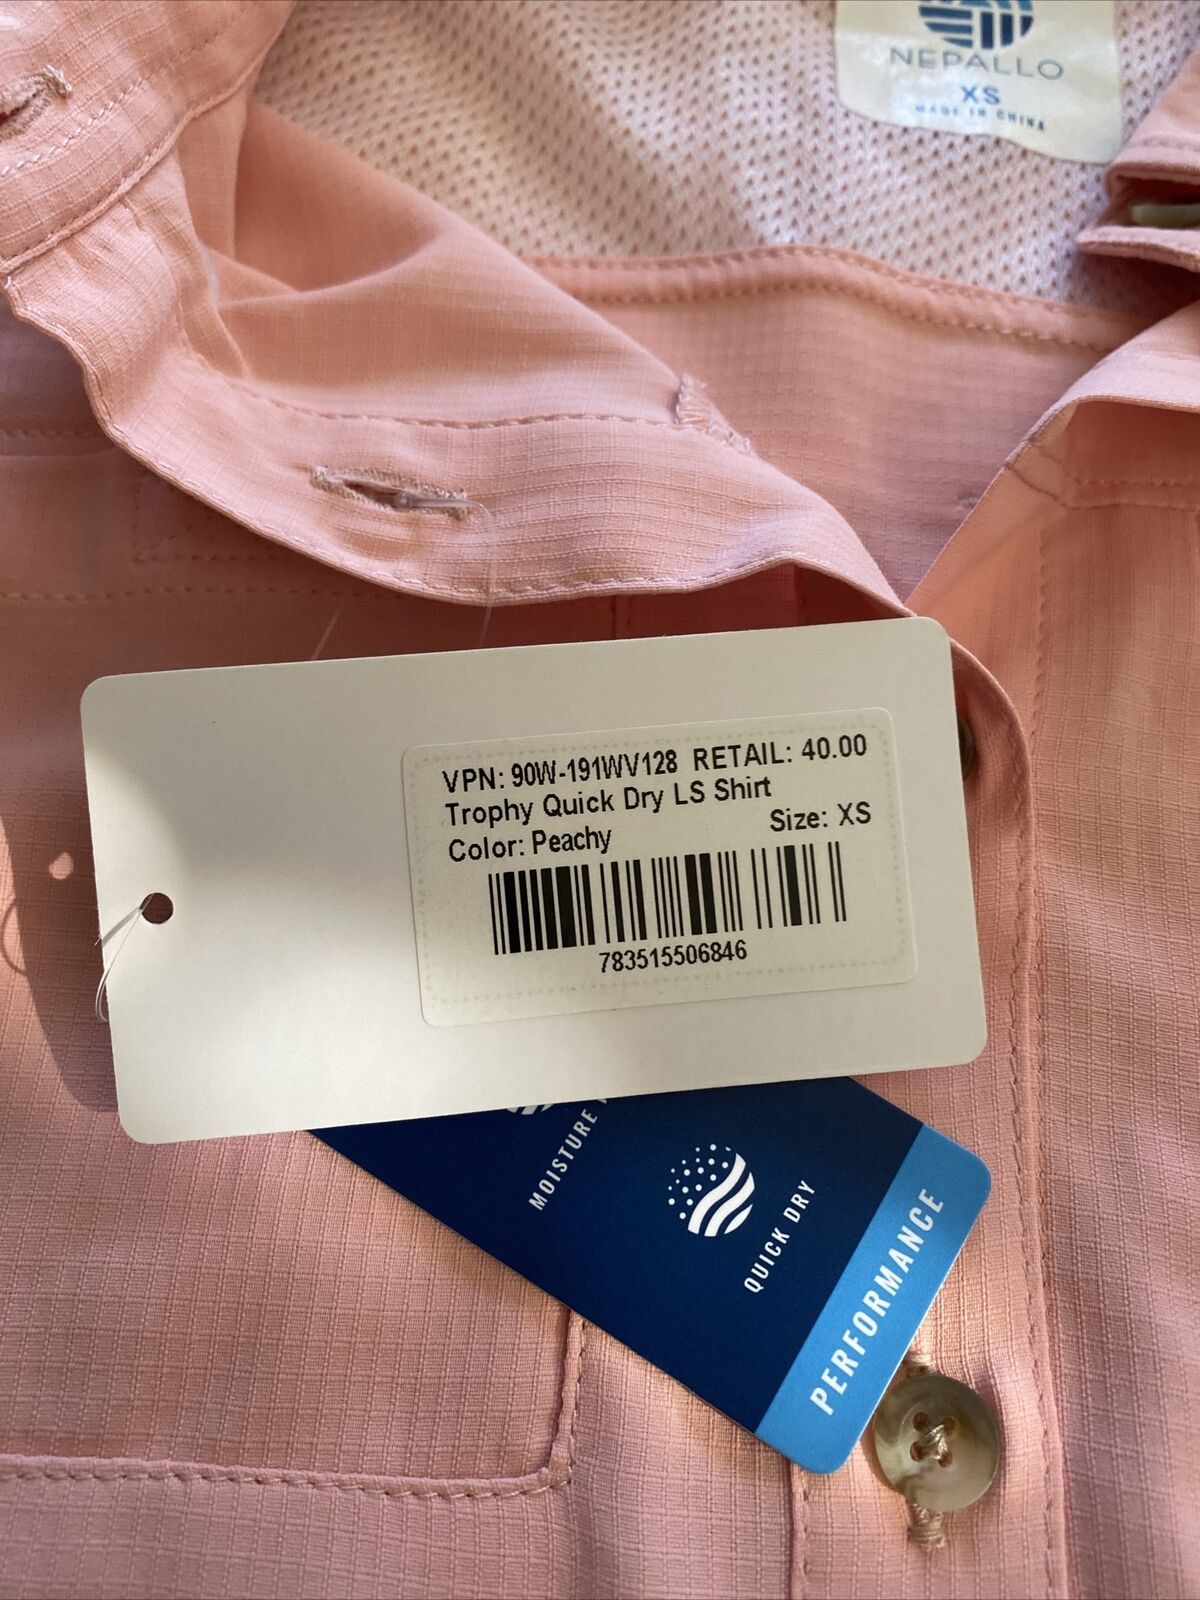 NEPALLO
XS
MADE IN CHINA
VPN: 90W-191WV128 RETAIL: 40.00
Trophy Quick Dry LS Shirt
Color: Peachy Size: XS
783515506846
MOISTURE
QUICK DRY
PERFORMANCE